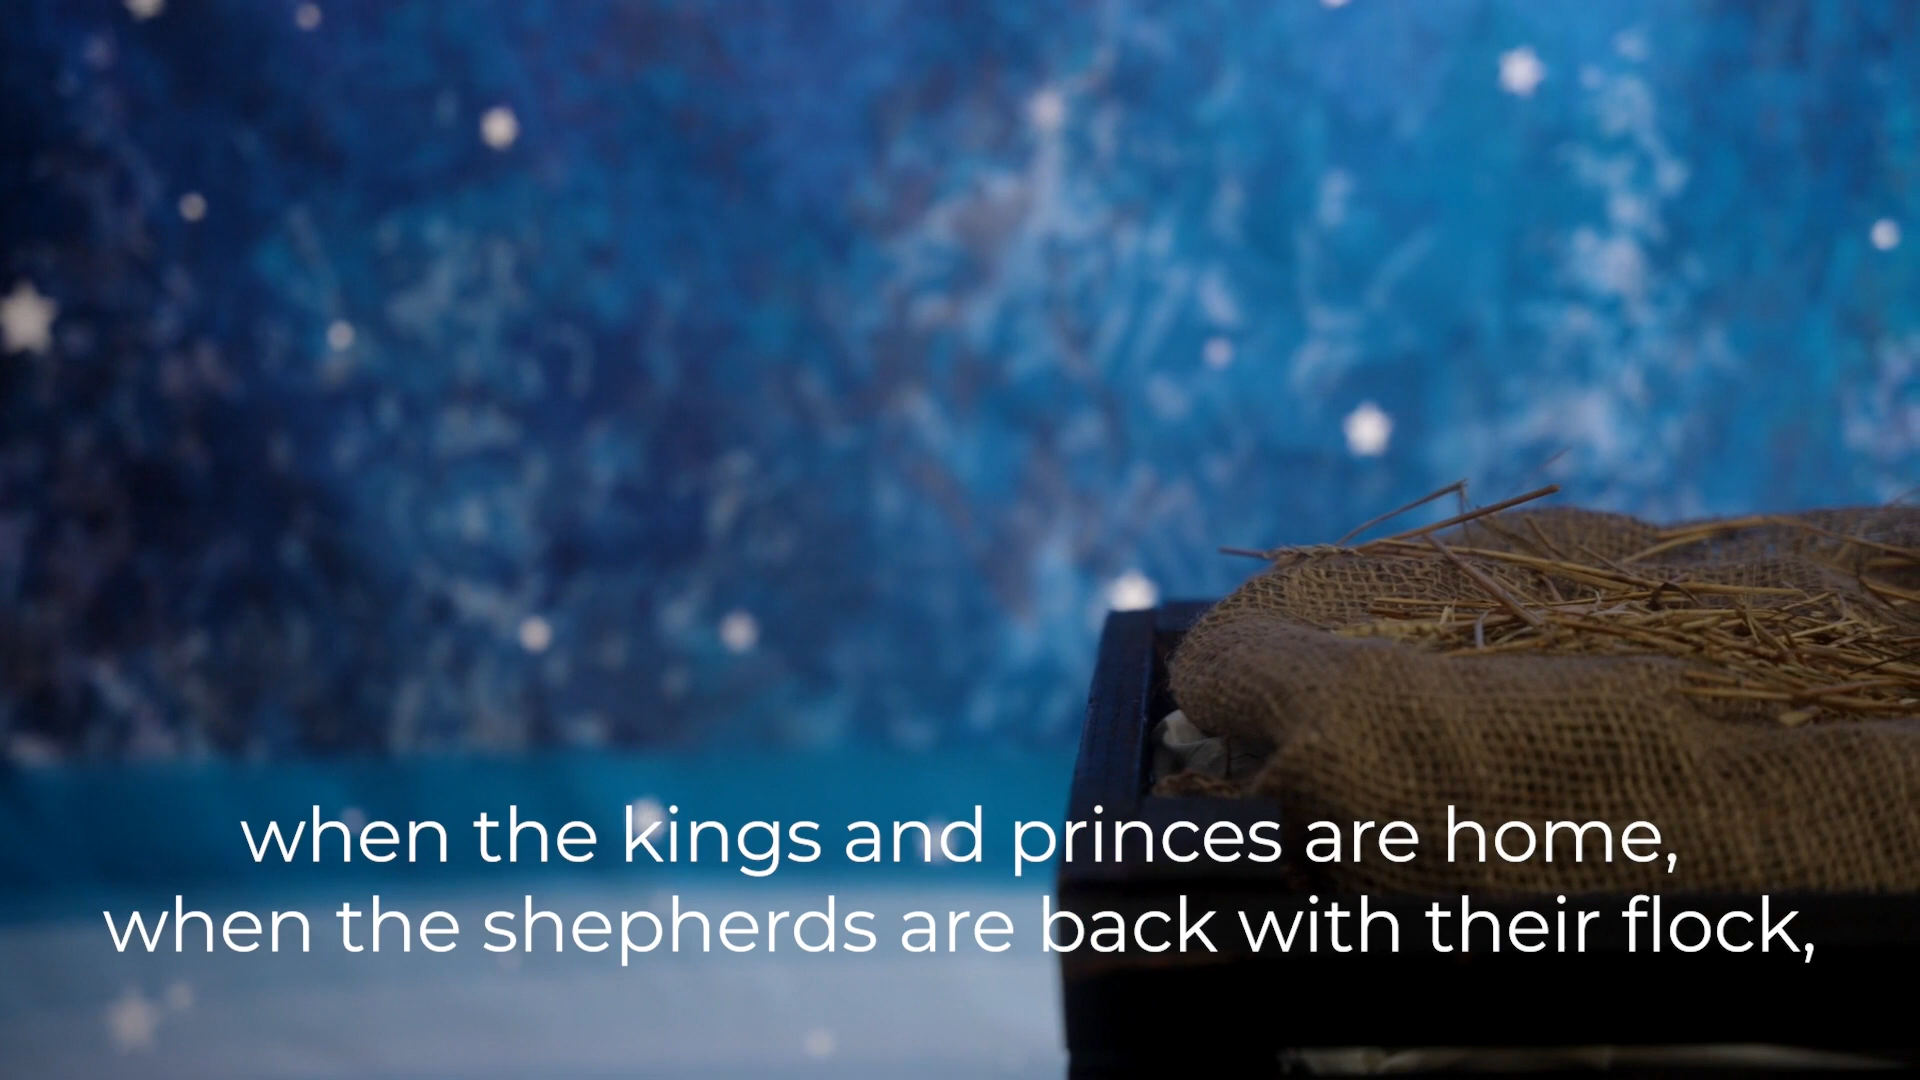 when the kings and princes are home,
when the shepherds are back with their flock,